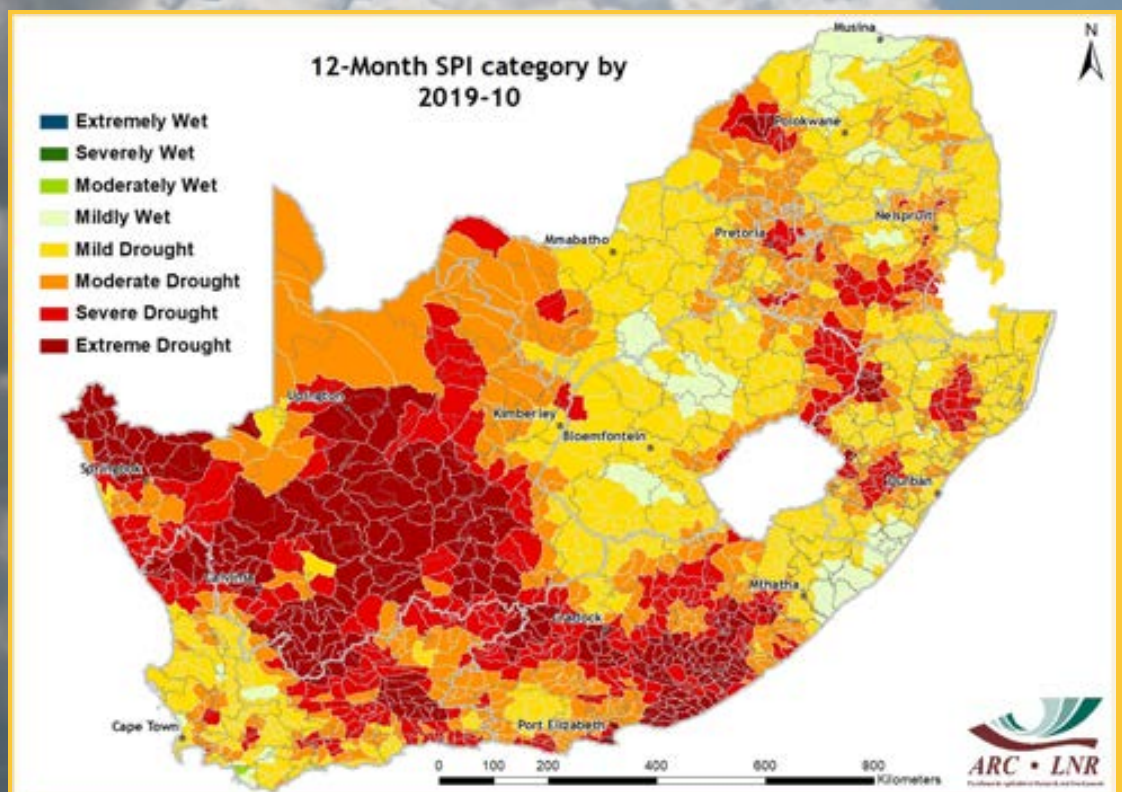 12-Month SPI category by
2019-10
N
Extremely Wet
Severely Wet
Moderately Wet
Mildly Wet
Mild Drought
Moderate Drought
Severe Drought
Extreme Drought
Musina
Polokwane
Nelspruit
Pretoria
Mmabatho
Upington
Kimberley
Bloemfontein
Springbok
Durban
Calvinia
Mthatha
Cradock
Cape Town
Port Elizabeth
0 200 400 600 800
Kilometers
ARC • LNR